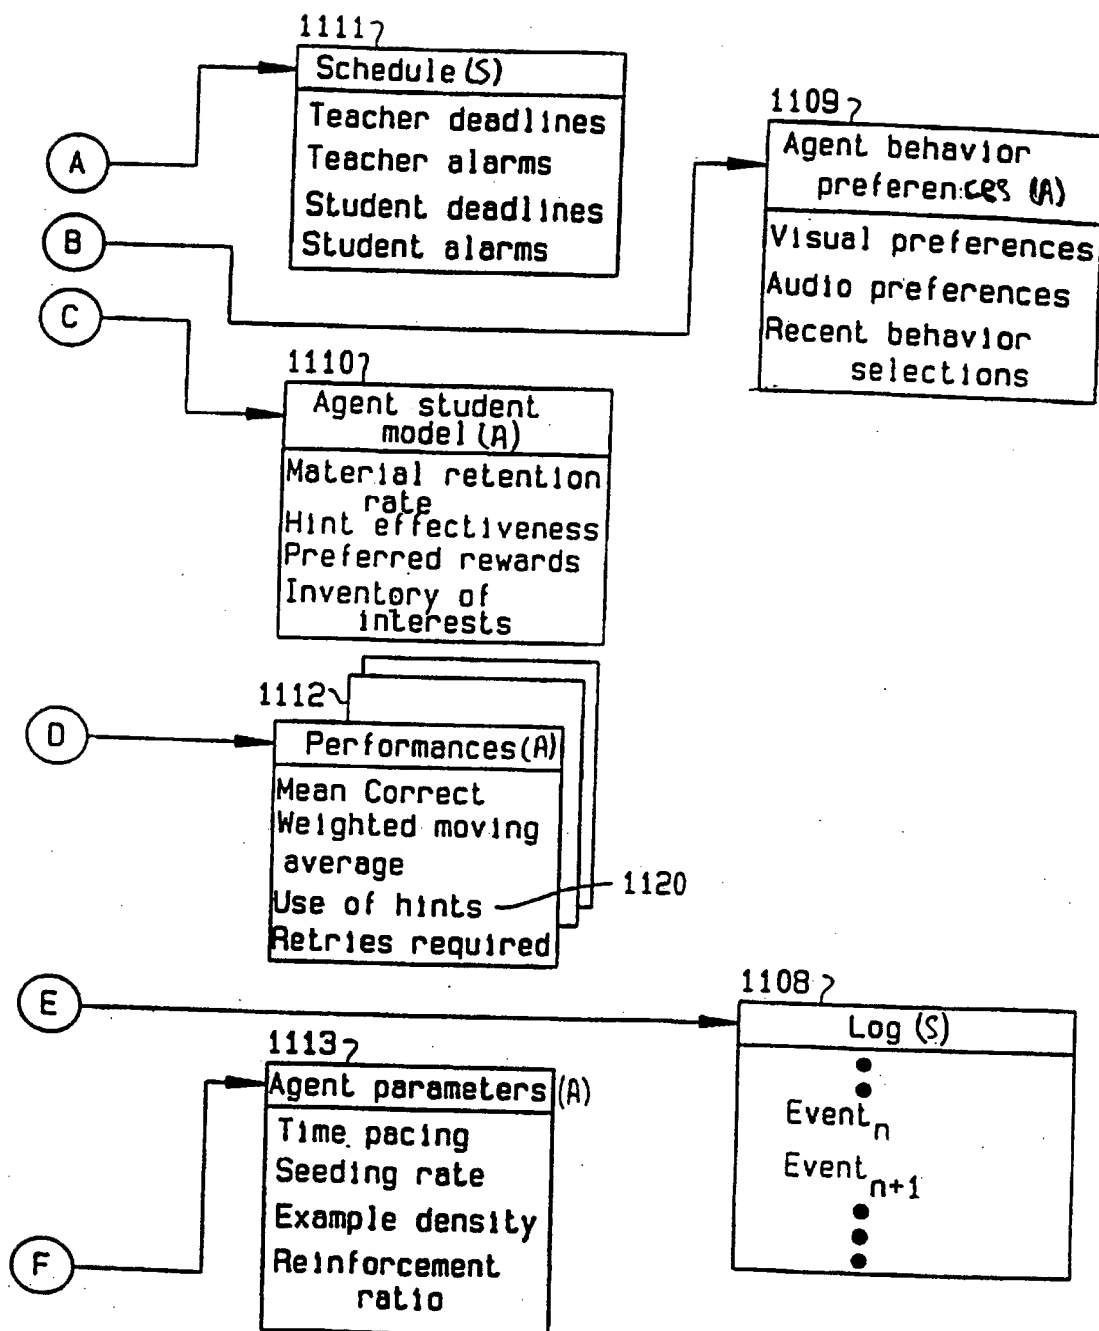 1111
Schedule (S)
Teacher deadlines
Teacher alarms
Student deadlines
Student alarms
A
B
C
1109
Agent behavior
preferences (A)
Visual preferences
Audio preferences
Recent behavior
selections
1110
Agent student
model (A)
Material retention
rate
Hint effectiveness
Preferred rewards
Inventory of
interests
1112
D
Performances (A)
Mean Correct
Weighted moving
average
Use of hints
1120
Retries required
E
1108
Log (S)
Event n
Event n+1
1113
Agent parameters (A)
Time pacing
Seeding rate
Example density
Reinforcement
ratio
F